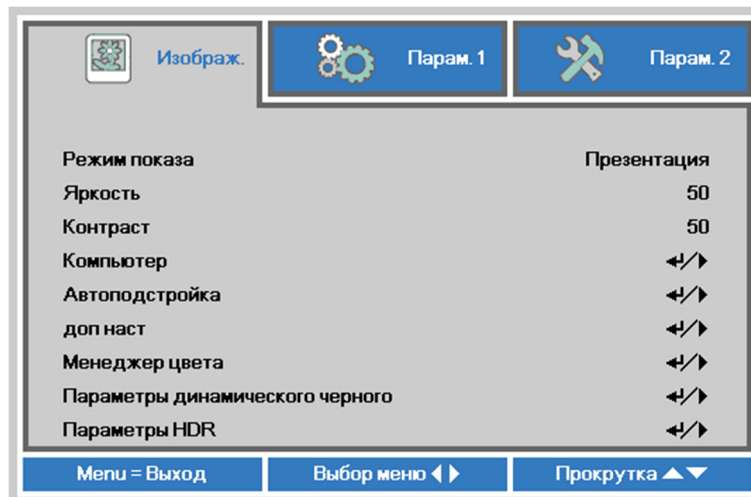 Изображ. Парам. 1 Парам. 2
Режим показа Презентация
Яркость 50
Контраст 50
Компьютер
Автоподстройка
доп наст
Менеджер цвета
Параметры динамического черного
Параметры HDR
Menu = Выход Выбор меню Прокрутка